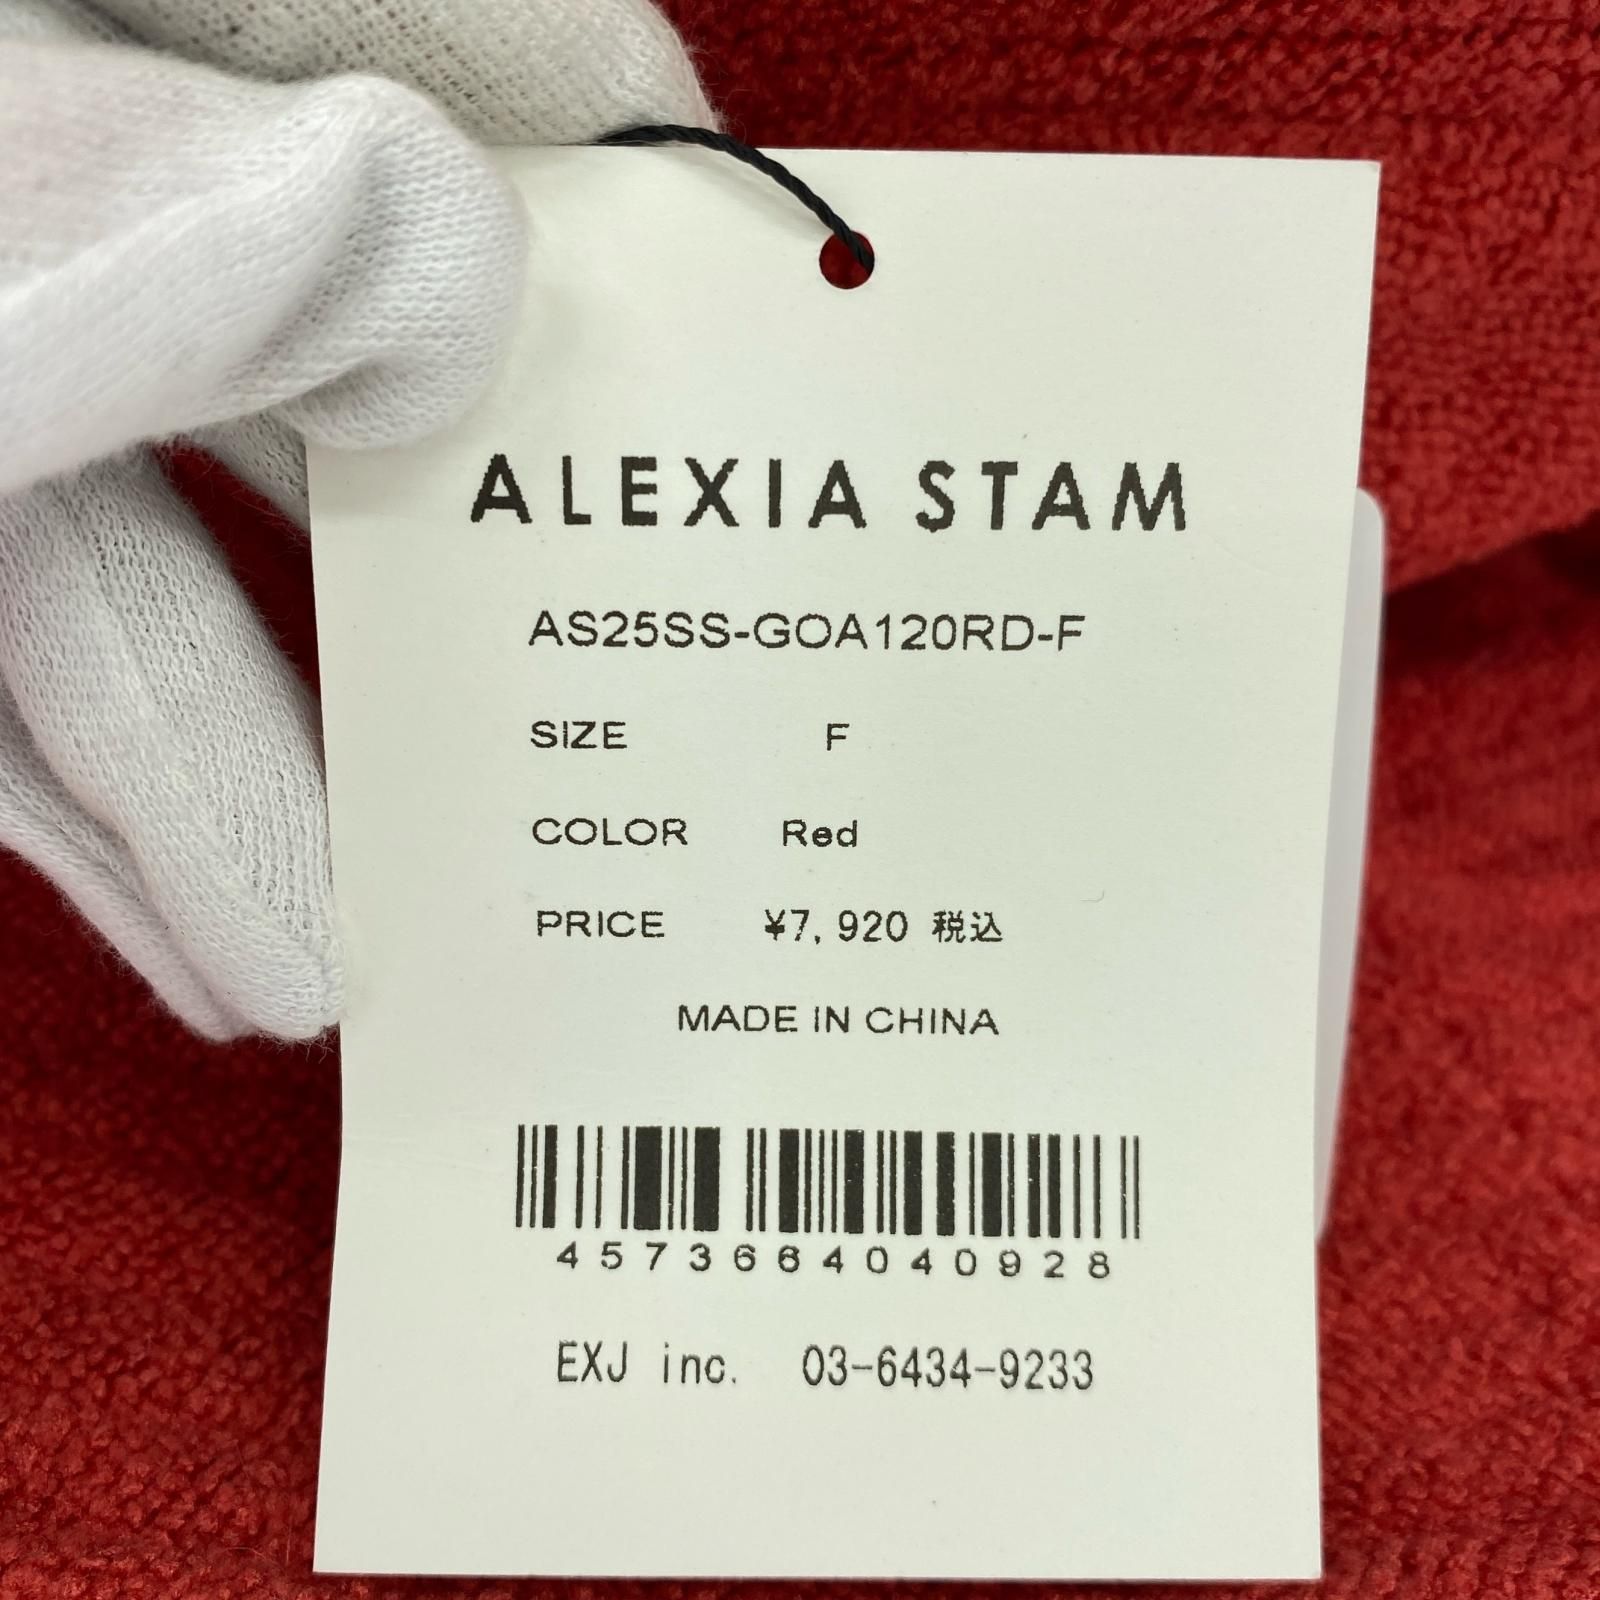 ALEXIA STAM
AS25SS-GOA120RD-F
SIZE F
COLOR Red
PRICE ¥7,920 税込
MADE IN CHINA
4573664040928
EXJ inc. 03-6434-9233